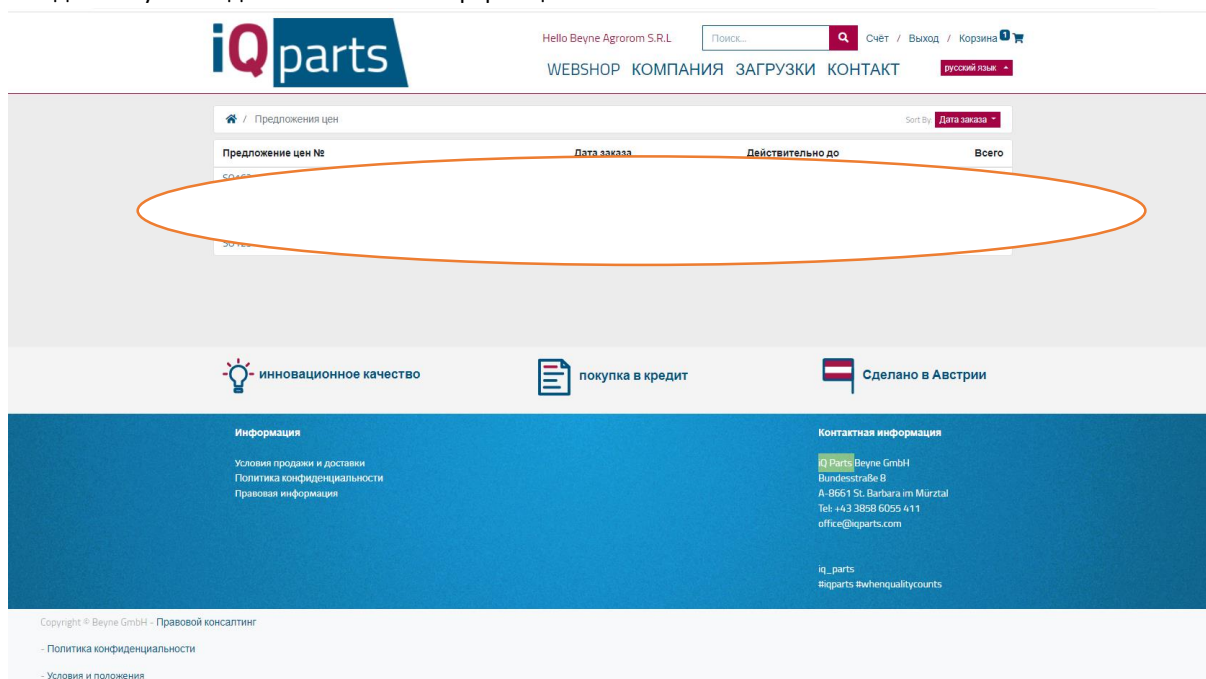 iQ parts
Hello Beyne Agrorom S.R.L
Поиск...
Счёт / Выход / Корзина 1
WEBSHOP КОМПАНИЯ ЗАГРУЗКИ КОНТАКТ
русский язык
/ Предложения цен
Sort By: Дата заказа
Предложение цен № Дата заказа Действительно до Всего
инновационное качество
покупка в кредит
Сделано в Австрии
Информация
Условия продажи и доставки
Политика конфиденциальности
Правовая информация
Контактная информация
iQ Parts Beyne GmbH
Bundesstraße 8
A-8661 St. Barbara im Mürztal
Tel: +43 3858 6055 411
office@iqparts.com
iq_parts
#iqparts #whenqualitycounts
Copyright © Beyne GmbH - Правовой консалтинг
- Политика конфиденциальности
- Условия и положения